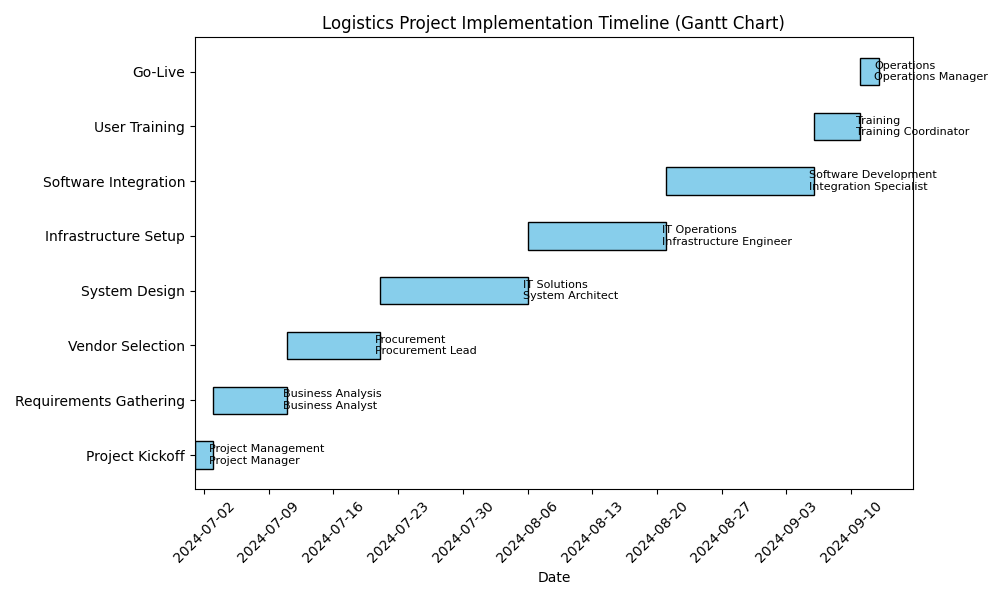 Logistics Project Implementation Timeline (Gantt Chart)
Go-Live
Operations
Operations Manager
User Training
Training
Training Coordinator
Software Integration
Software Development
Integration Specialist
Infrastructure Setup
IT Operations
Infrastructure Engineer
System Design
IT Solutions
System Architect
Vendor Selection
Procurement
Procurement Lead
Requirements Gathering
Business Analysis
Business Analyst
Project Kickoff
Project Management
Project Manager
2024-07-02
2024-07-09
2024-07-16
2024-07-23
2024-07-30
2024-08-06
2024-08-13
2024-08-20
2024-08-27
2024-09-03
2024-09-10
Date